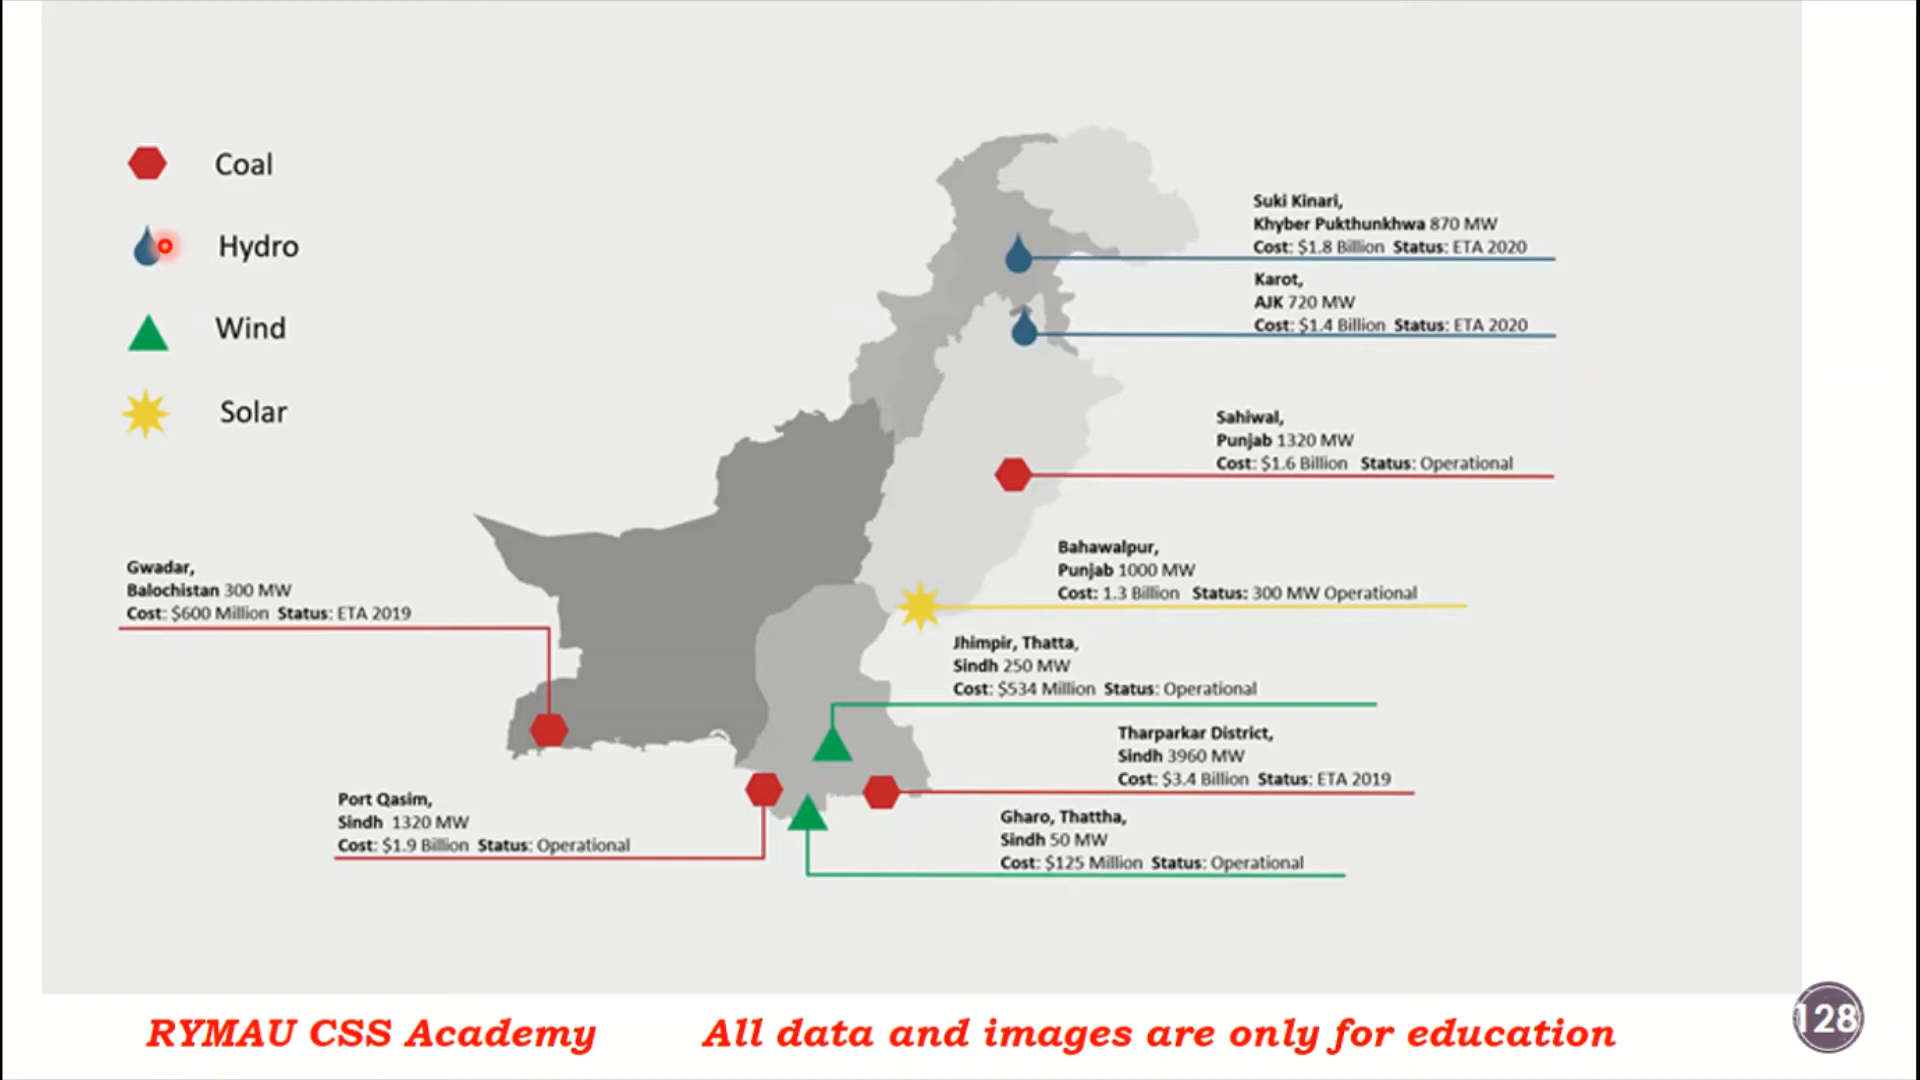 Coal
Hydro
Wind
Solar
Suki Kinari,
Khyber Pukthunkhwa 870 MW
Cost: $1.8 Billion Status: ETA 2020
Karot,
AJK 720 MW
Cost: $1.4 Billion Status: ETA 2020
Sahiwal,
Punjab 1320 MW
Cost: $1.6 Billion Status: Operational
Bahawalpur,
Punjab 1000 MW
Cost: 1.3 Billion Status: 300 MW Operational
Gwadar,
Balochistan 300 MW
Cost: $600 Million Status: ETA 2019
Jhimpir, Thatta,
Sindh 250 MW
Cost: $534 Million Status: Operational
Tharparkar District,
Sindh 3960 MW
Cost: $3.4 Billion Status: ETA 2019
Port Qasim,
Sindh 1320 MW
Cost: $1.9 Billion Status: Operational
Gharo, Thattha,
Sindh 50 MW
Cost: $125 Million Status: Operational
RYMAU CSS Academy All data and images are only for education
128